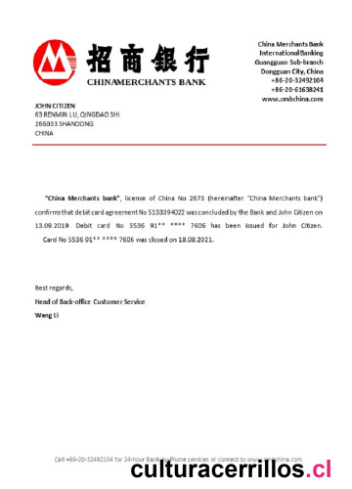 招商銀行
CHINAMERCHANTS BANK
China Merchants Bank
International Banking
Guangguan Sub-branch
Dongguan City, China
+86-20-32492104
+86-20-61638241
www.cmbchina.com
JOHN CITIZEN
63 RENMIN LU, QINGDAO SHI
266033 SHANDONG
CHINA
"China Merchants bank", license of China No 2673 (hereinafter "China Merchants bank")
confirms that debit card agreement No 5133394022 was concluded by the Bank and John Citizen on
13.09.2019. Debit card No 5536 91** **** 7606 has been issued for John Citizen.
Card No 5536 91** **** 7606 was closed on 18.08.2021.
Best regards,
Head of Back-office Customer Service
Wang Li
Call +86-20-32492104 for 24-hour Bank-by-Phone services or connect to www.cmbchina.com
culturacerrillos.cl